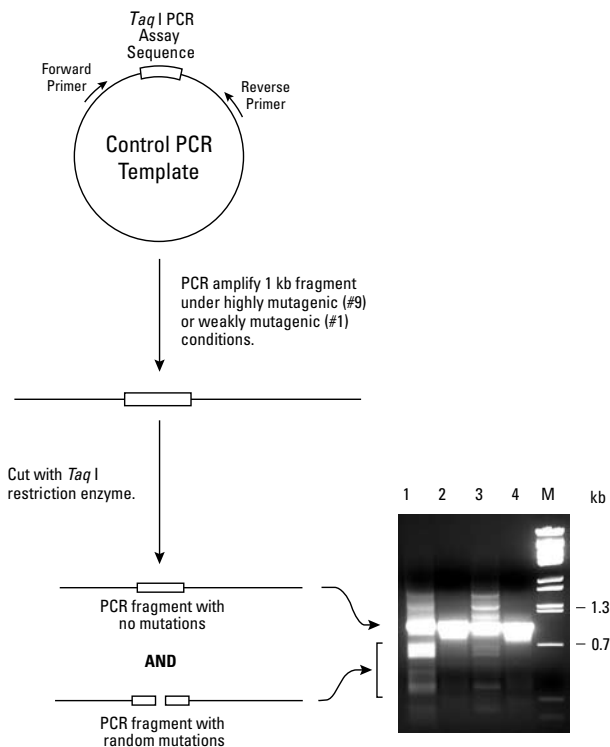 Taq I PCR
Assay
Sequence
Forward
Primer
Reverse
Primer
Control PCR
Template
PCR amplify 1 kb fragment
under highly mutagenic (#9)
or weakly mutagenic (#1)
conditions.
Cut with Taq I
restriction enzyme.
1 2 3 4 M kb
– 1.3
– 0.7
PCR fragment with
no mutations
AND
PCR fragment with
random mutations